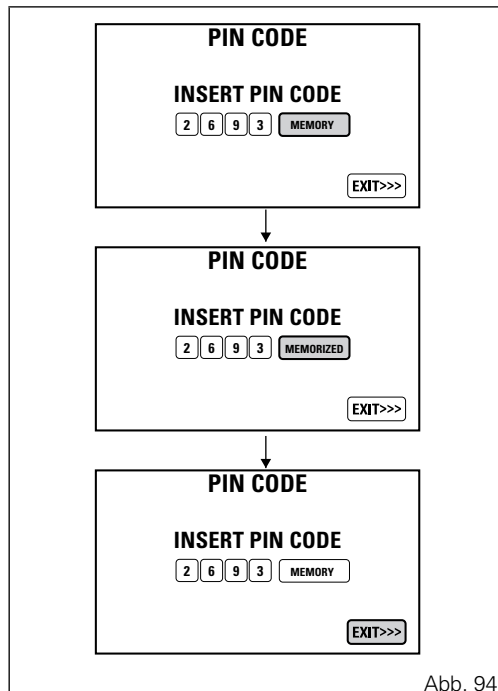 PIN CODE
INSERT PIN CODE
2 6 9 3 MEMORY
EXIT>>>
PIN CODE
INSERT PIN CODE
2 6 9 3 MEMORIZED
EXIT>>>
PIN CODE
INSERT PIN CODE
2 6 9 3 MEMORY
EXIT>>>
Abb. 94